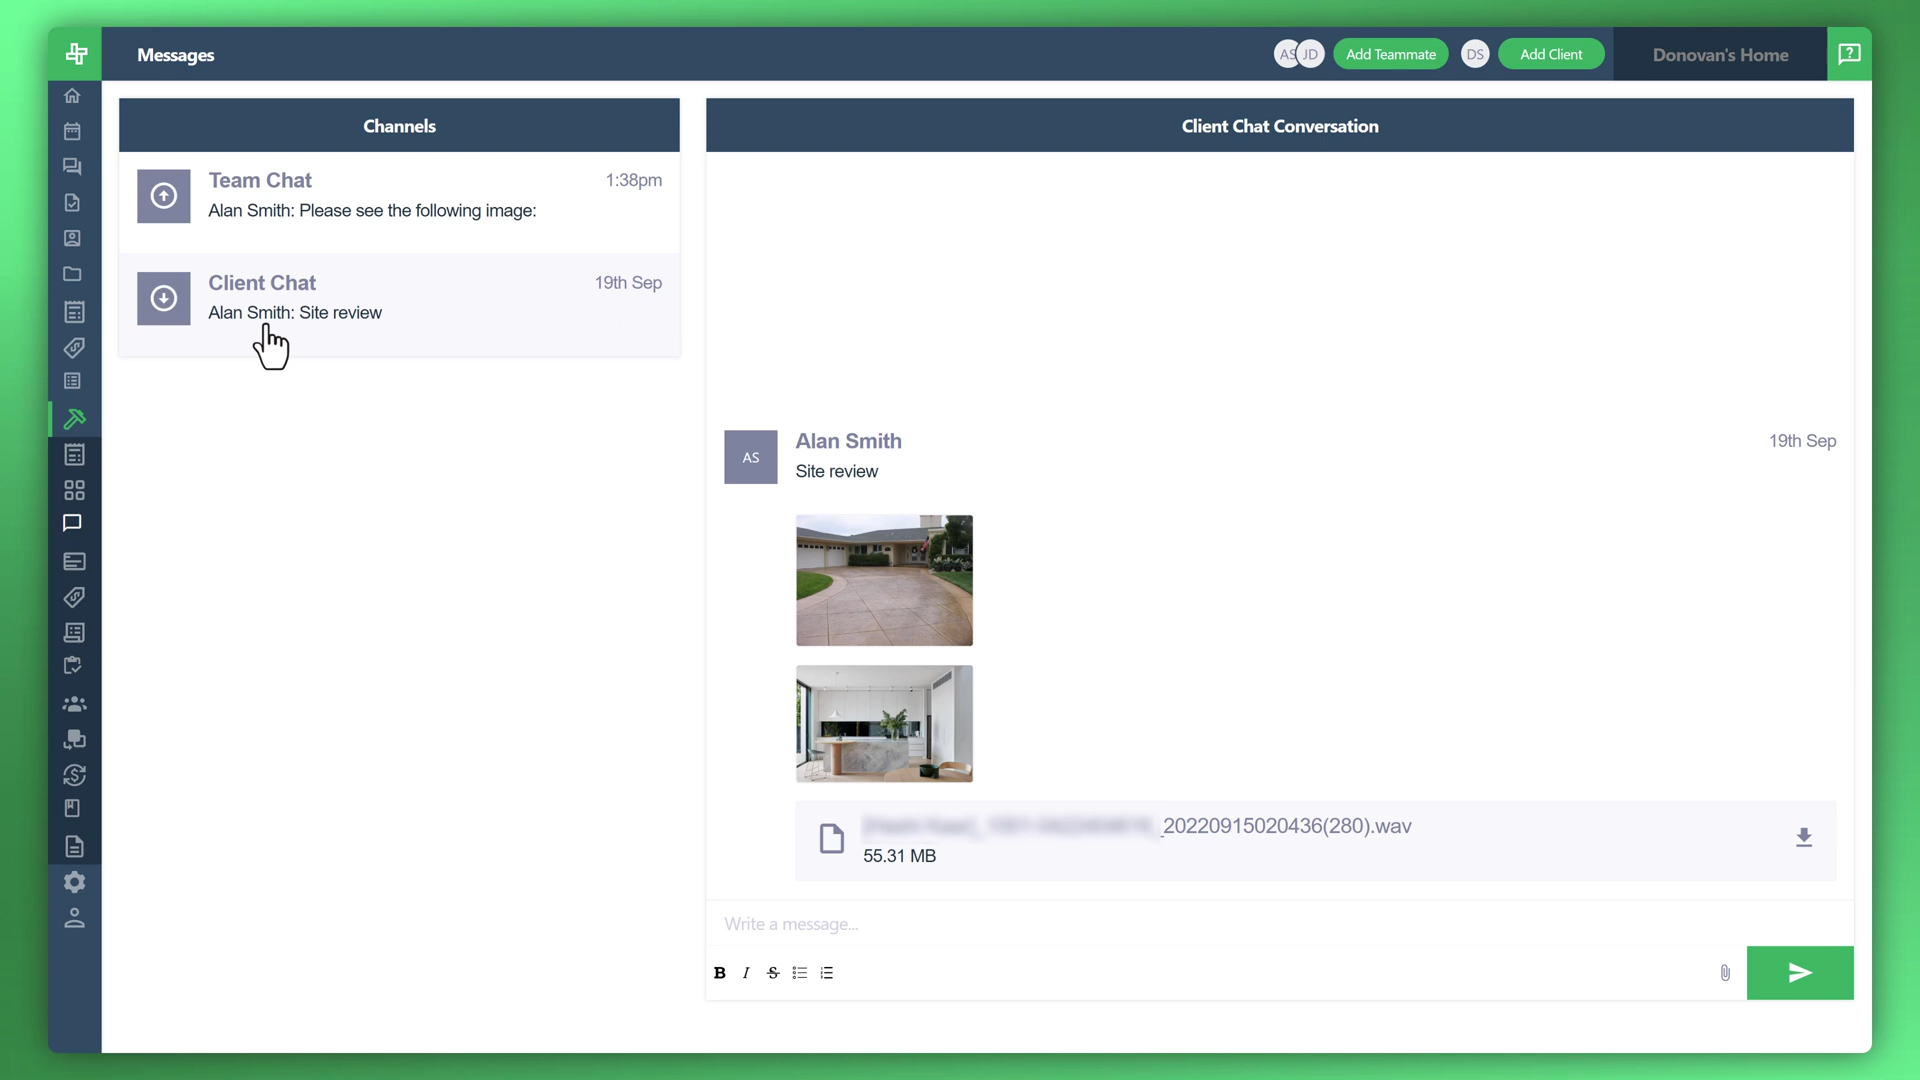 Messages
AS JD
Add Teammate
DS
Add Client
Donovan's Home
Channels
Team Chat
1:38pm
Alan Smith: Please see the following image:
Client Chat
19th Sep
Alan Smith: Site review
Client Chat Conversation
AS
Alan Smith
19th Sep
Site review
_20220915020436(280).wav
55.31 MB
Write a message...
B I S